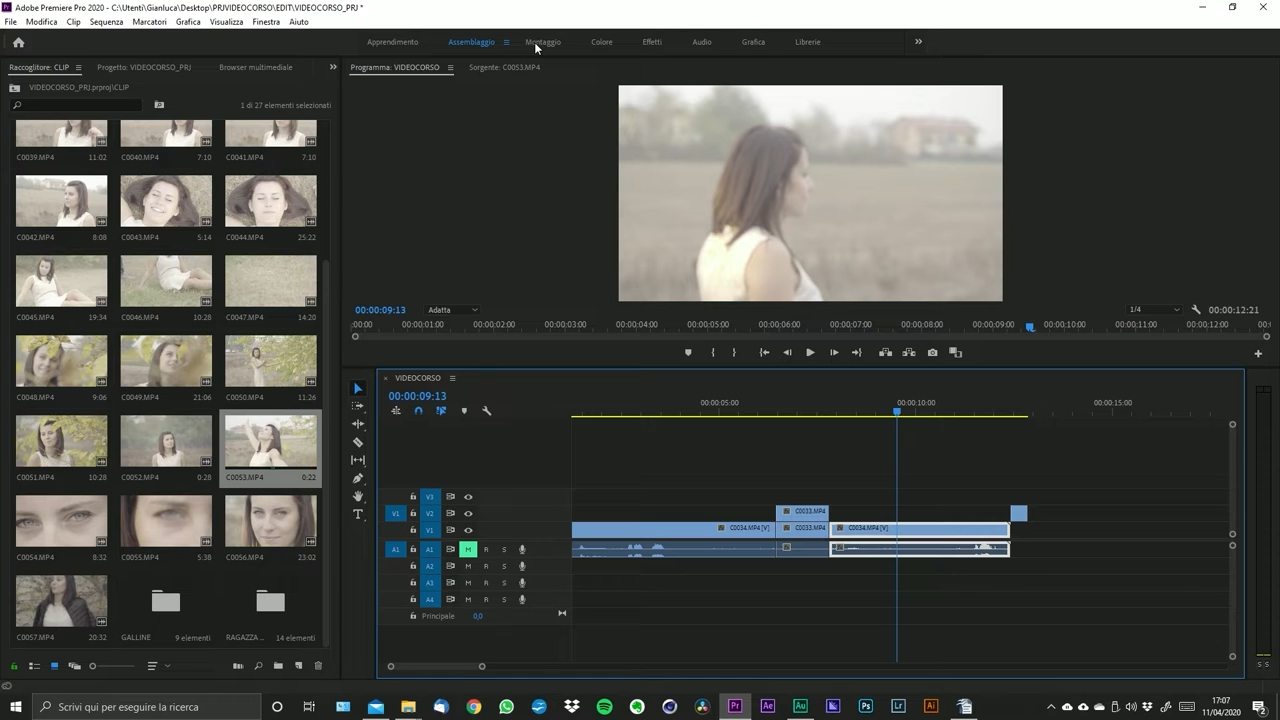 Adobe Premiere Pro 2020 - C:\Utenti\Gianluca\Desktop\PRJVIDEOCORSO\EDIT\VIDEOCORSO_PRJ *
File Modifica Clip Sequenza Marcatori Grafica Visualizza Finestra Aiuto
Apprendimento Assemblaggio Montaggio Colore Effetti Audio Grafica Librerie
Raccoglitore: CLIP Progetto: VIDEOCORSO_PRJ Browser multimediale
Programma: VIDEOCORSO Sorgente: C0053.MP4
VIDEOCORSO_PRJ.prproj\CLIP
1 di 27 elementi selezionati
C0039.MP4 11:02 C0040.MP4 7:10 C0041.MP4 7:10
C0042.MP4 8:08 C0043.MP4 5:14 C0044.MP4 25:22
C0045.MP4 19:34 C0046.MP4 10:28 C0047.MP4 14:20
C0048.MP4 9:06 C0049.MP4 21:06 C0050.MP4 11:26
C0051.MP4 10:28 C0052.MP4 0:28 C0053.MP4 0:22
C0054.MP4 8:32 C0055.MP4 5:38 C0056.MP4 23:02
C0057.MP4 20:32 GALLINE 9 elementi RAGAZZA ... 14 elementi
00:00:09:13 Adatta 1/4 00:00:12:21
:00:00 00:00:01:00 00:00:02:00 00:00:03:00 00:00:04:00 00:00:05:00 00:00:06:00 00:00:07:00 00:00:08:00 00:00:09:00 00:00:10:00 00:00:11:00 00:00:12:00
VIDEOCORSO
00:00:09:13
00:00:05:00 00:00:10:00 00:00:15:00
V3
V1 V2 C0033.MP4
V1 C0034.MP4 [V] C0033.MP4 C0034.MP4 [V]
A1 A1 M R S
A2 M R S
A3 M R S
A4 M R S
Principale 0,0
S S
Scrivi qui per eseguire la ricerca
Pr Ae Au Ps Lr Ai
17:07
11/04/2020
2